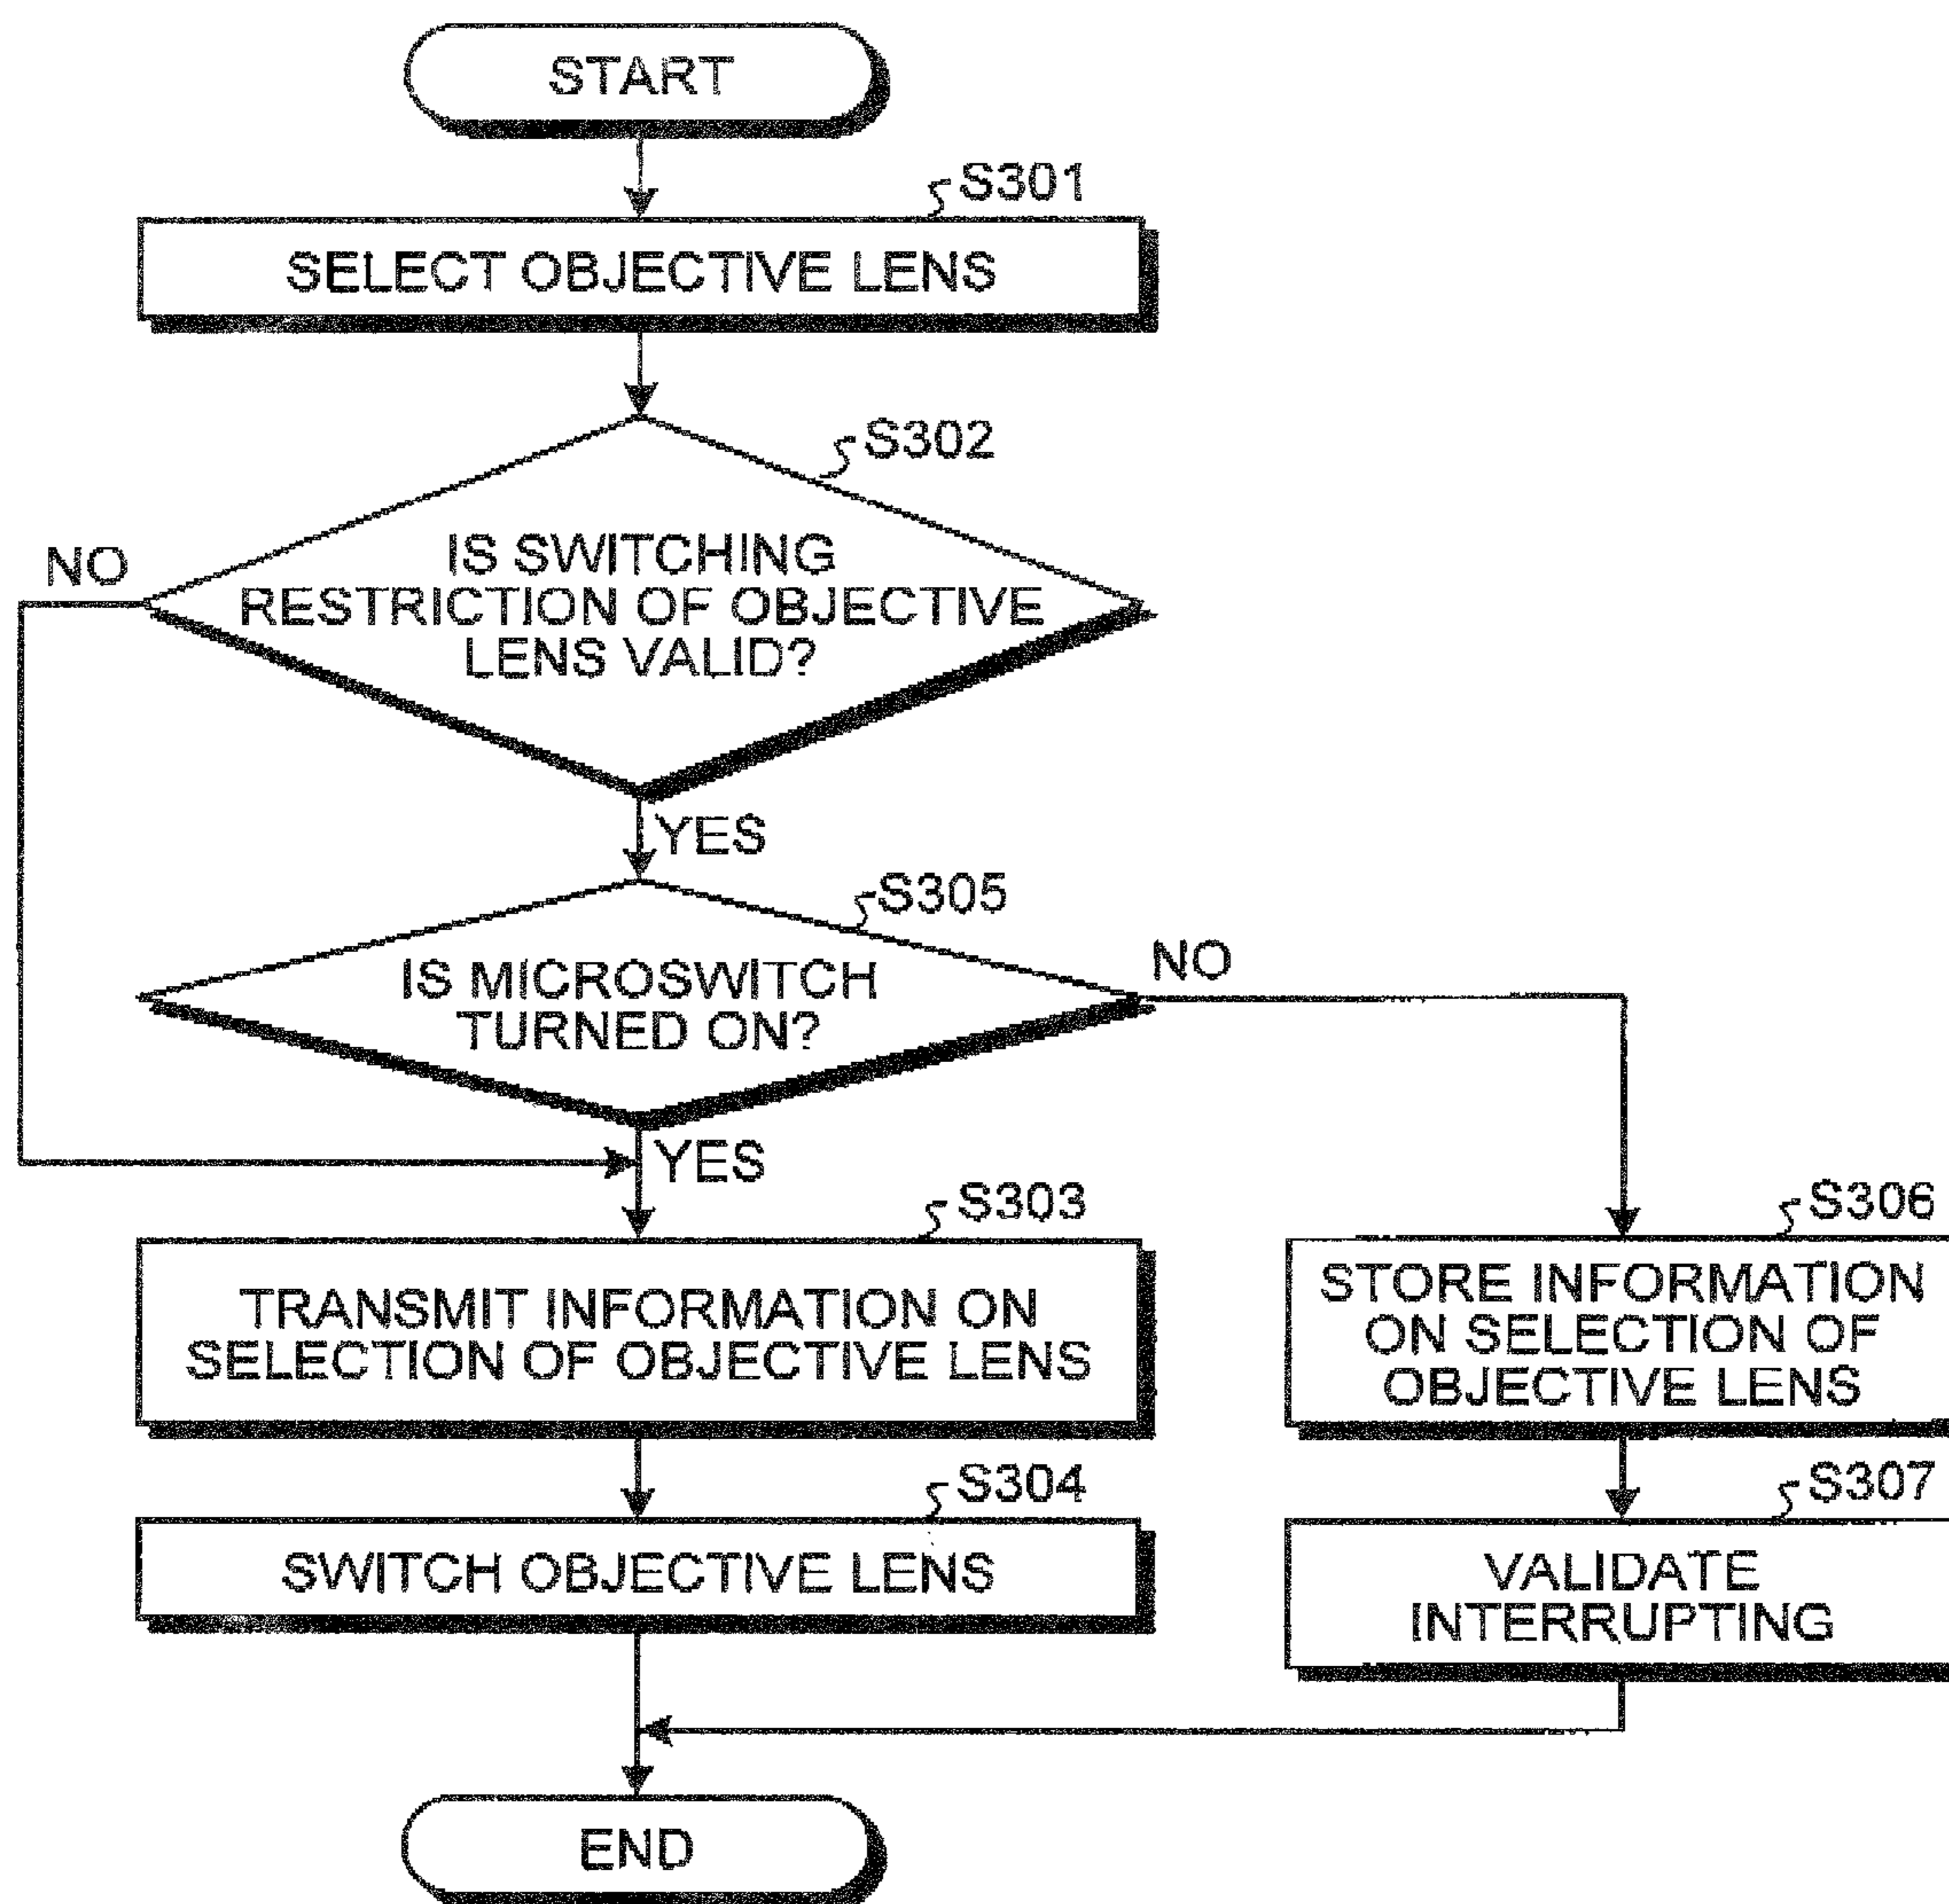 START
S301
SELECT OBJECTIVE LENS
S302
NO
IS SWITCHING
RESTRICTION OF OBJECTIVE
LENS VALID?
YES
S305
IS MICROSWITCH
TURNED ON?
NO
YES
S303
TRANSMIT INFORMATION ON
SELECTION OF OBJECTIVE LENS
S306
STORE INFORMATION
ON SELECTION OF
OBJECTIVE LENS
S304
SWITCH OBJECTIVE LENS
S307
VALIDATE
INTERRUPTING
END